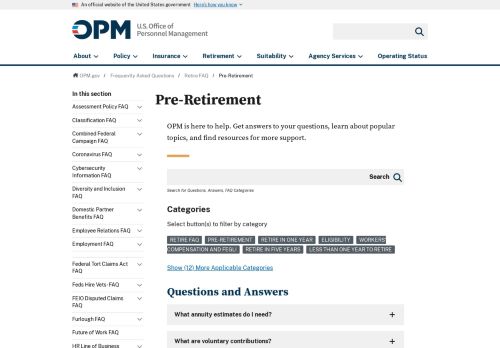 An official website of the United States government Here's how you know
OPM
U.S. Office of
Personnel Management
About
Policy
Insurance
Retirement
Suitability
Agency Services
Operating Status
OPM.gov / Frequently Asked Questions / Retire FAQ / Pre-Retirement
In this section
Assessment Policy FAQ
Classification FAQ
Combined Federal
Campaign FAQ
Coronavirus FAQ
Cybersecurity
Information FAQ
Diversity and Inclusion
FAQ
Domestic Partner
Benefits FAQ
Employee Relations FAQ
Employment FAQ
Federal Tort Claims Act
FAQ
Feds Hire Vets- FAQ
FEIO Disputed Claims
FAQ
Furlough FAQ
Future of Work FAQ
HR Line of Business
Pre-Retirement
OPM is here to help. Get answers to your questions, learn about popular
topics, and find resources for more support.
Search
Search for Questions, Answers, FAQ Categories
Categories
Select button(s) to filter by category
RETIRE FAQ PRE-RETIREMENT RETIRE IN ONE YEAR ELIGIBILITY WORKERS'
COMPENSATION AND FEGLI RETIRE IN FIVE YEARS LESS THAN ONE YEAR TO RETIRE
Show (12) More Applicable Categories
Questions and Answers
What annuity estimates do I need?
What are voluntary contributions?